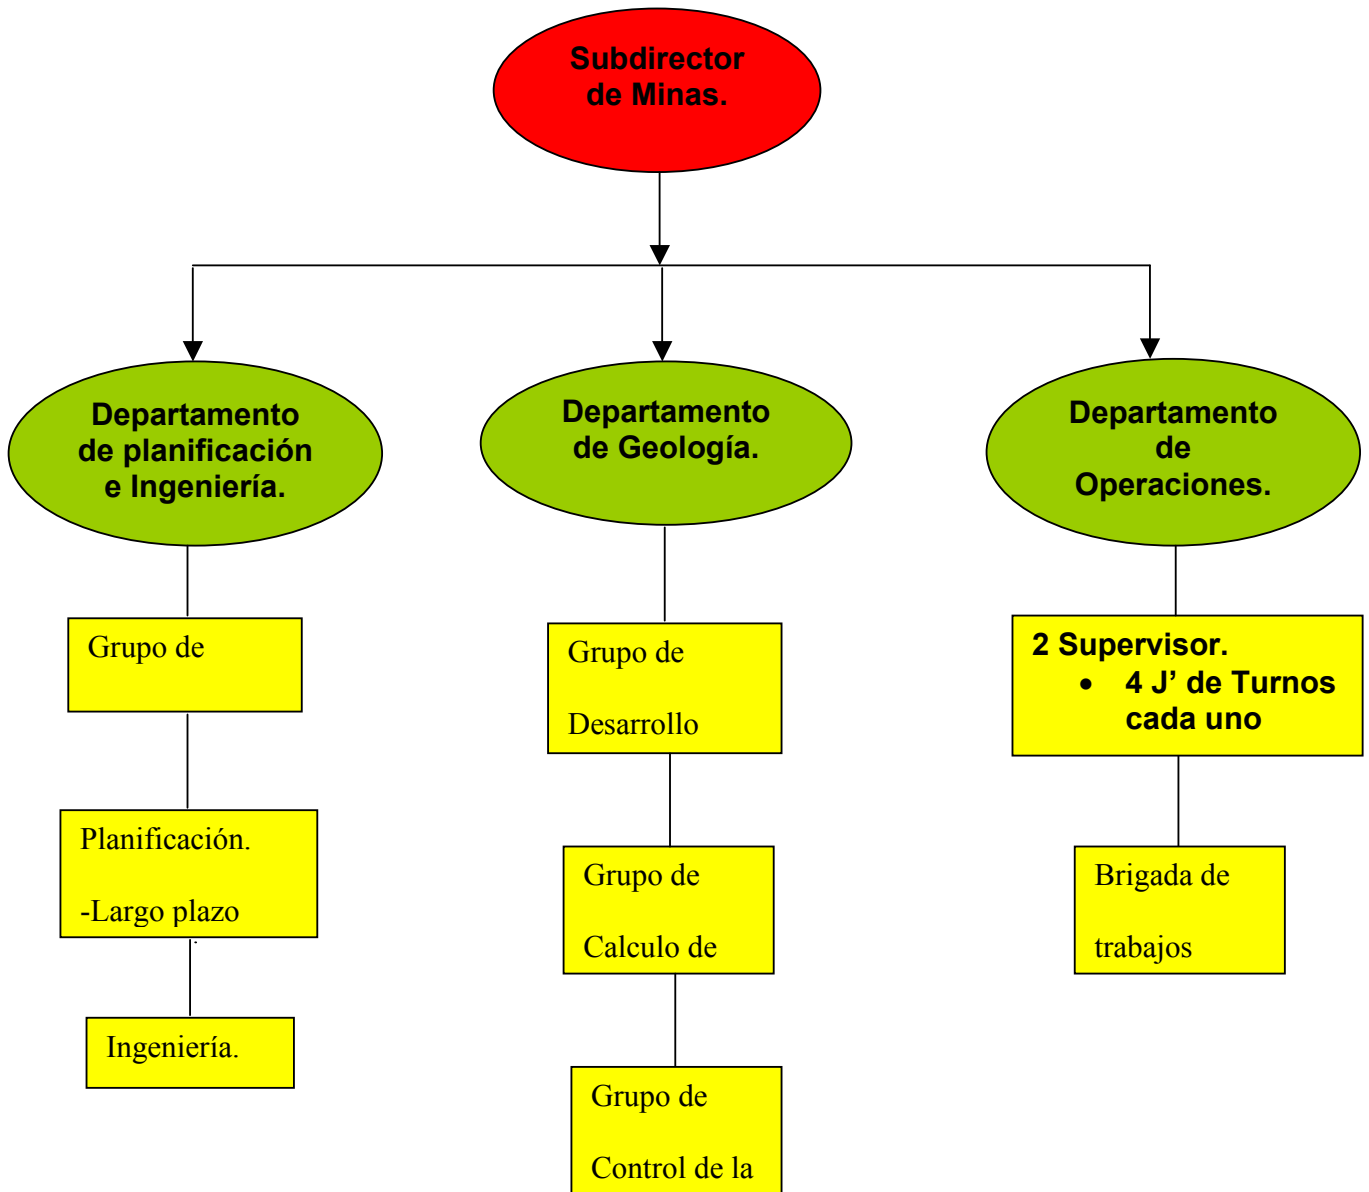 Subdirector
de Minas.
Departamento
de planificación
e Ingeniería.
Departamento
de Geología.
Departamento
de
Operaciones.
Grupo de
Planificación.
-Largo plazo
Ingeniería.
Grupo de
Desarrollo
Grupo de
Calculo de
Grupo de
Control de la
2 Supervisor.
• 4 J’ de Turnos
cada uno
Brigada de
trabajos